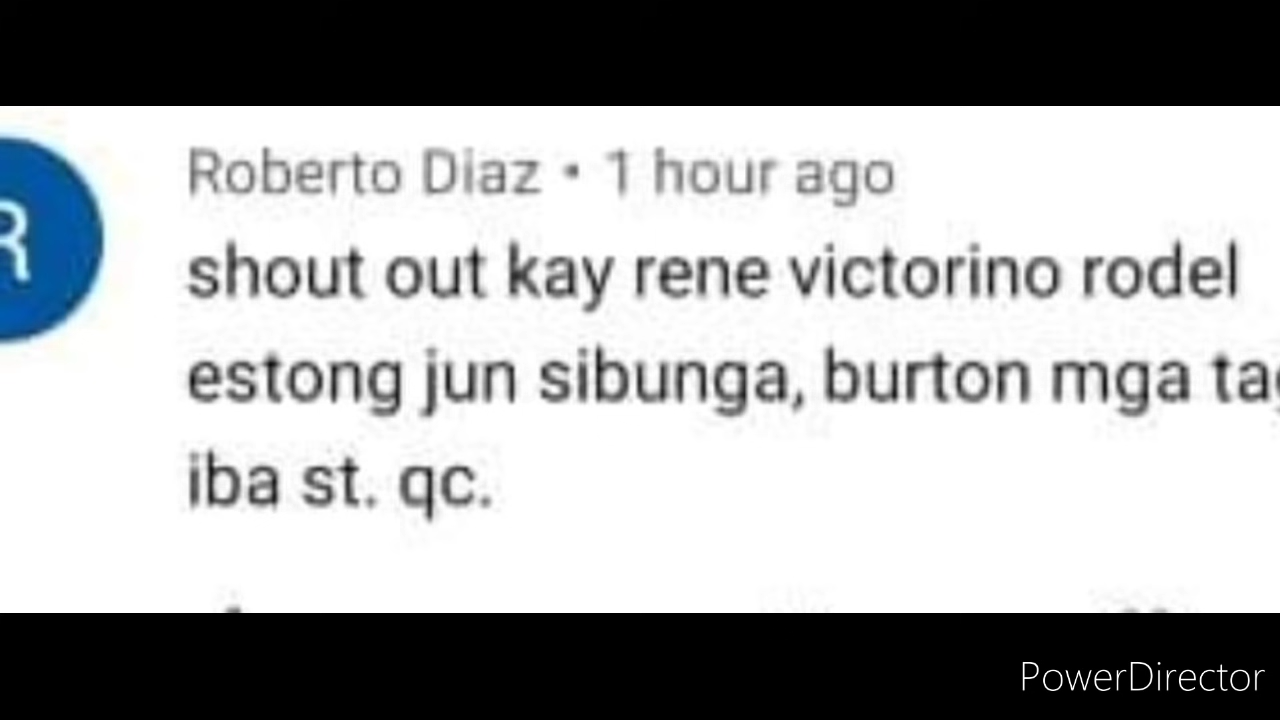 R
Roberto Diaz • 1 hour ago
shout out kay rene victorino rodel
estong jun sibunga, burton mga
iba st. qc.
PowerDirector